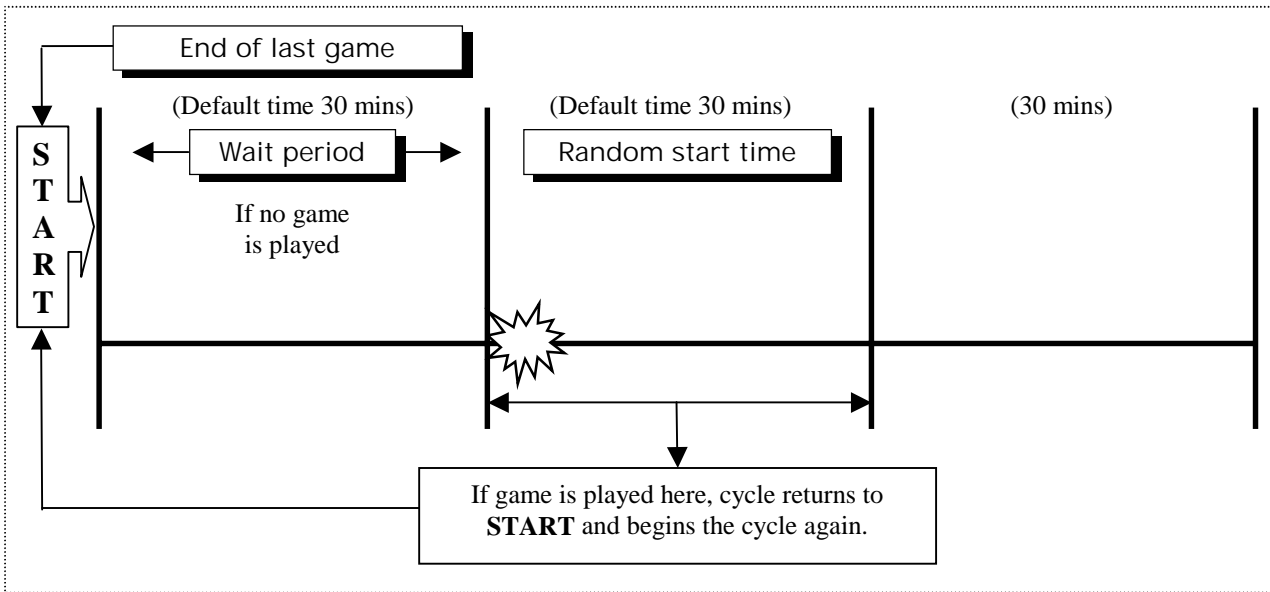 End of last game
(Default time 30 mins)
(Default time 30 mins)
(30 mins)
START
Wait period
Random start time
If no game
is played
If game is played here, cycle returns to
START and begins the cycle again.